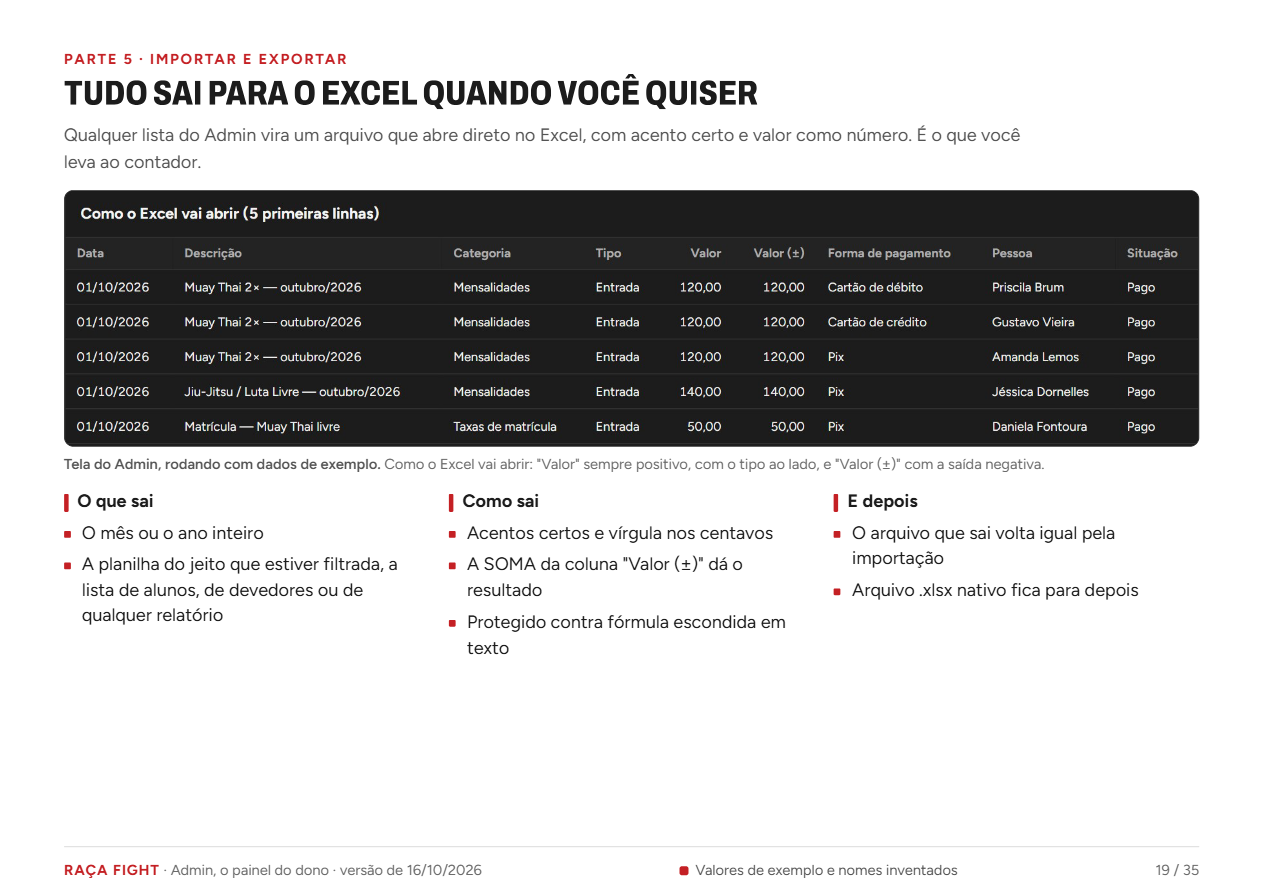 PARTE 5 · IMPORTAR E EXPORTAR
TUDO SAI PARA O EXCEL QUANDO VOCÊ QUISER
Qualquer lista do Admin vira um arquivo que abre direto no Excel, com acento certo e valor como número. É o que você
leva ao contador.
Como o Excel vai abrir (5 primeiras linhas)
Data Descrição Categoria Tipo Valor Valor (±) Forma de pagamento Pessoa Situação
01/10/2026 Muay Thai 2× — outubro/2026 Mensalidades Entrada 120,00 120,00 Cartão de débito Priscila Brum Pago
01/10/2026 Muay Thai 2× — outubro/2026 Mensalidades Entrada 120,00 120,00 Cartão de crédito Gustavo Vieira Pago
01/10/2026 Muay Thai 2× — outubro/2026 Mensalidades Entrada 120,00 120,00 Pix Amanda Lemos Pago
01/10/2026 Jiu-Jitsu / Luta Livre — outubro/2026 Mensalidades Entrada 140,00 140,00 Pix Jéssica Dornelles Pago
01/10/2026 Matrícula — Muay Thai livre Taxas de matrícula Entrada 50,00 50,00 Pix Daniela Fontoura Pago
Tela do Admin, rodando com dados de exemplo. Como o Excel vai abrir: "Valor" sempre positivo, com o tipo ao lado, e "Valor (±)" com a saída negativa.
O que sai
O mês ou o ano inteiro
A planilha do jeito que estiver filtrada, a
lista de alunos, de devedores ou de
qualquer relatório
Como sai
Acentos certos e vírgula nos centavos
A SOMA da coluna "Valor (±)" dá o
resultado
Protegido contra fórmula escondida em
texto
E depois
O arquivo que sai volta igual pela
importação
Arquivo .xlsx nativo fica para depois
RAÇA FIGHT · Admin, o painel do dono · versão de 16/10/2026
Valores de exemplo e nomes inventados
19 / 35